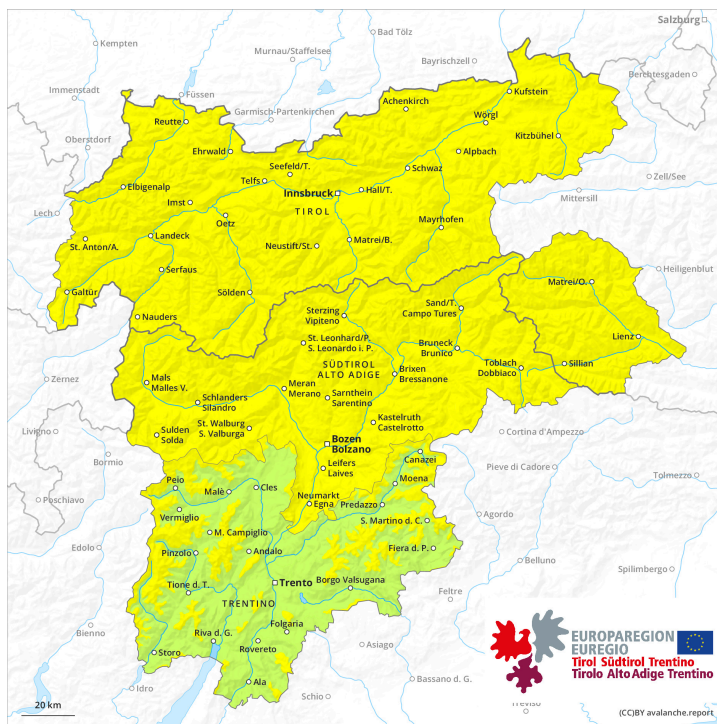 Salzburg
Bad Tölz
Kempten
Murnau/Staffelsee
Bayrischzell
Berchtesgaden
Immenstadt
Füssen
Garmisch-Partenkirchen
Achenkirch
Kufstein
Reutte
Wörgl
Oberstdorf
Kitzbühel
Ehrwald
Alpbach
Seefeld/T.
Schwaz
Zell/See
Telfs
Elbigenalp
Innsbruck
Hall/T.
Mittersill
Imst
TIROL
Lech
Oetz
Mayrhofen
Landeck
Matrei/B.
St. Anton/A.
Neustift/St.
Heiligenblut
Serfaus
Matrei/O.
Galtür
Sölden
Sand/T.
Campo Tures
Nauders
Sterzing
Vipiteno
Lienz
St. Leonhard/P.
S. Leonardo i. P.
Bruneck
Brunico
SÜDTIROL
ALTO ADIGE
Toblach
Dobbiaco
Sillian
Brixen
Bressanone
Zernez
Mals
Malles V.
Meran
Merano
Schlanders
Silandro
Sarnthein
Sarentino
Kastelruth
Castelrotto
St. Walburg
S. Valburga
Sulden
Solda
Livigno
Cortina d'Ampezzo
Bozen
Bolzano
Bormio
Canazei
Leifers
Laives
Pieve di Cadore
Tolmezzo
Peio
Moena
Malè
Cles
Neumarkt
Egna
Poschiavo
Predazzo
Vermiglio
Agordo
S. Martino d. C.
M. Campiglio
Edolo
Pinzolo
Andalo
Fiera d. P.
Belluno
Spilimbergo
Tione d. T.
Trento
Borgo Valsugana
Feltre
TRENTINO
Folgaria
Bienno
Riva d. G.
Rovereto
Asiago
Storo
Bassano d. G.
Ala
Idro
Schio
Treviso
EUROPAREGION
EUREGIO
Tirol Südtirol Trentino
Tirolo Alto Adige Trentino
20 km
(CC)BY avalanche.report